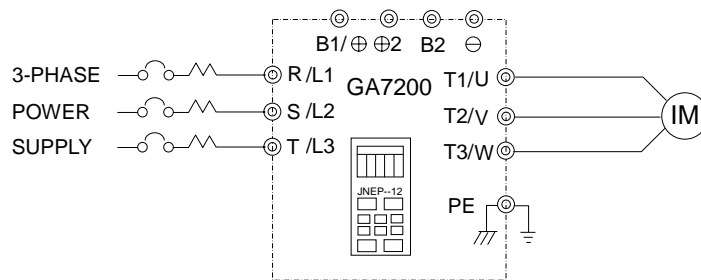 B1/⊕ ⊕2 B2 ⊖
3-PHASE R/L1 GA7200 T1/U
POWER S/L2 T2/V IM
SUPPLY T/L3 T3/W
JNEP--12
PE